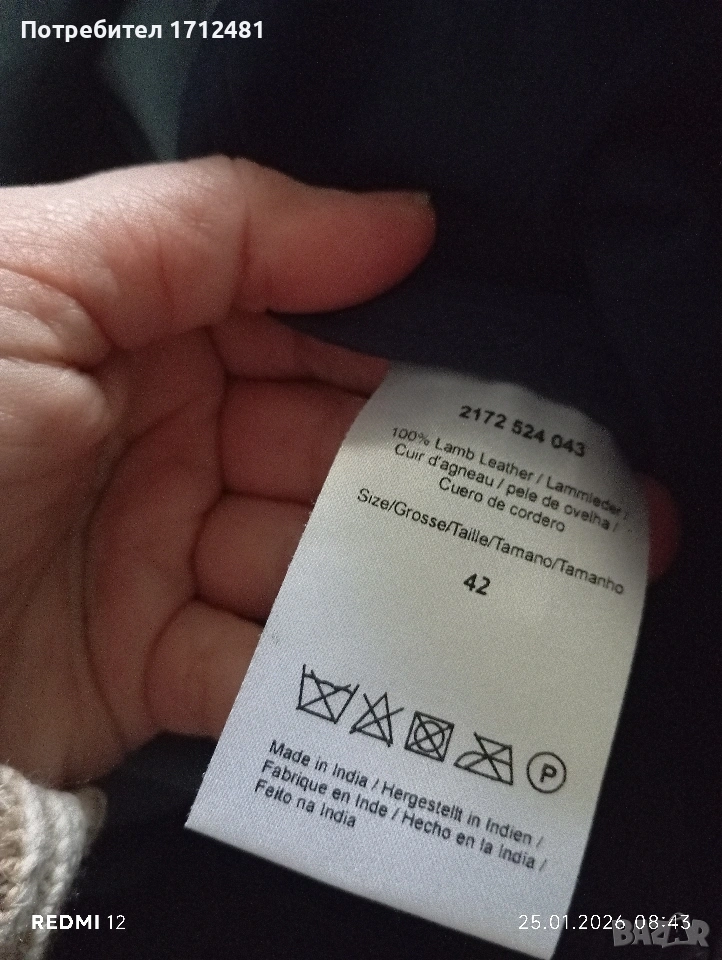 Потребител 1712481
2172 524 043
100% Lamb Leather / Lammleder /
Cuir d'agneau / pele de ovelha /
Cuero de cordero
Size/Grosse/Taille/Tamano/Tamanho
42
P
Made in India / Hergestellt in Indien /
Fabrique en Inde / Hecho en la India /
Feito na India
REDMI 12
25.01.2026 08:43
BAZAR